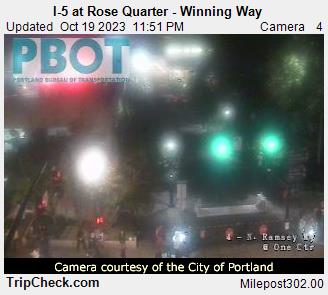 I-5 at Rose Quarter - Winning Way
Updated Oct 19 2023 11:51 PM Camera 4
PBOT
PORTLAND BUREAU OF TRANSPORTATION
4 - N. Ramsey Wy
@ One Ctr
Camera courtesy of the City of Portland
TripCheck.com Milepost302.00